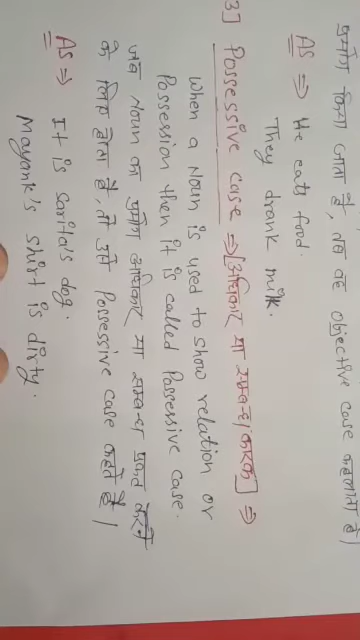 प्रयोग किया जाता है, तब वह objective case कहलाता है।
AS ⇒ He eats food.
They drank milk.
3] Possessive case ⇒ [अधिकार या सम्बन्ध कारक] ⇒
when a Noun is used to show relation or
Possession then it is called Possessive case.
जब Noun का प्रयोग अधिकार या सम्बन्ध प्रकट करने
के लिए होता है, तो उसे Possessive case कहते है।
AS ⇒ It is sarita's dog.
Mayank's shirt is dirty.